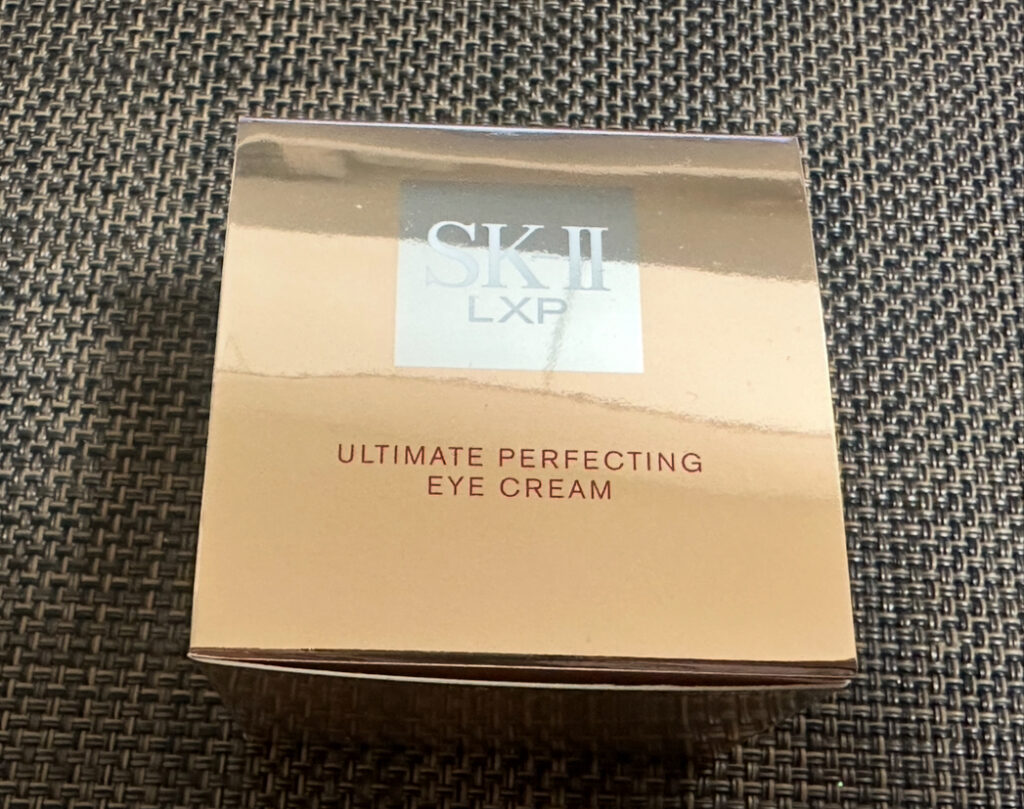 SK-II
LXP
ULTIMATE PERFECTING
EYE CREAM